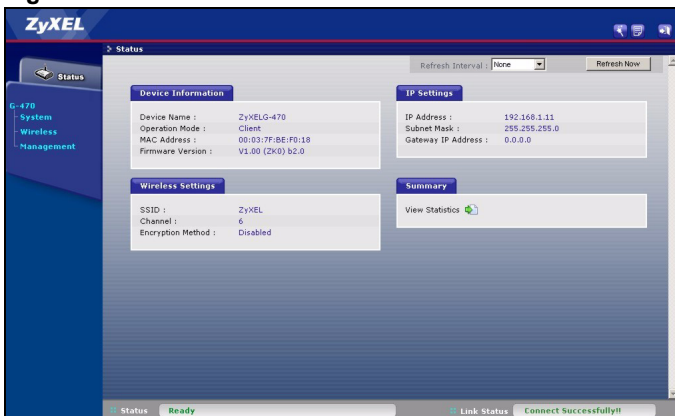 ZyXEL
Status
Refresh Interval : None
Refresh Now
Status
G-470
System
Wireless
Management
Device Information
Device Name : ZyXELG-470
Operation Mode : Client
MAC Address : 00:03:7F:BE:F0:18
Firmware Version : V1.00 (ZK0) b2.0
IP Settings
IP Address : 192.168.1.11
Subnet Mask : 255.255.255.0
Gateway IP Address : 0.0.0.0
Wireless Settings
SSID : ZyXEL
Channel : 6
Encryption Method : Disabled
Summary
View Statistics
Status Ready
Link Status Connect Successfully!!